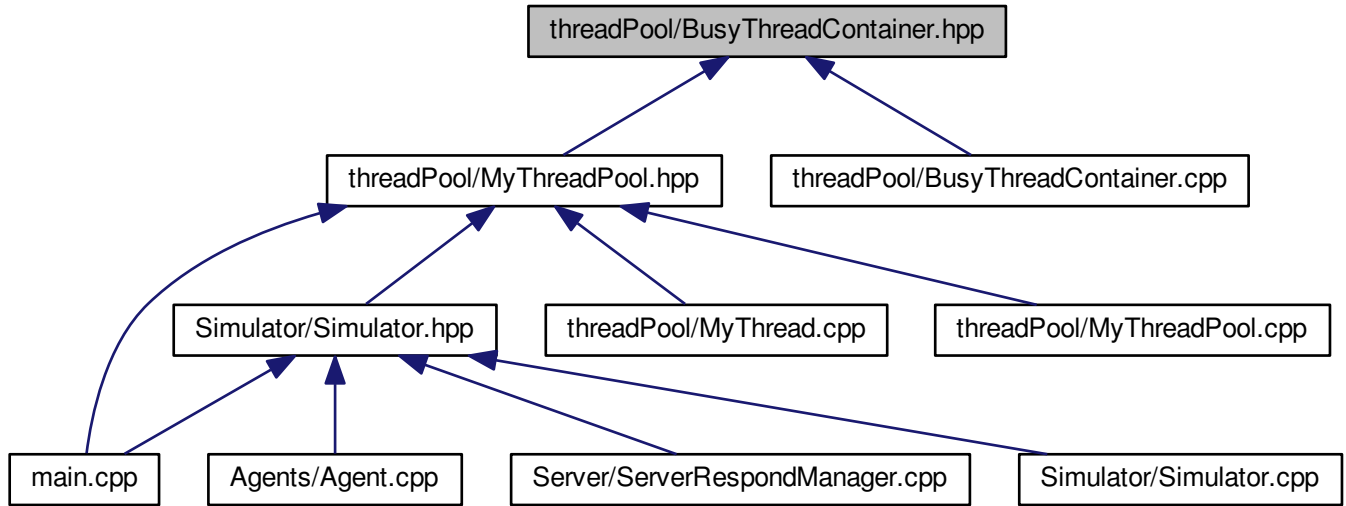 threadPool/BusyThreadContainer.hpp
threadPool/MyThreadPool.hpp
threadPool/BusyThreadContainer.cpp
Simulator/Simulator.hpp
threadPool/MyThread.cpp
threadPool/MyThreadPool.cpp
main.cpp
Agents/Agent.cpp
Server/ServerRespondManager.cpp
Simulator/Simulator.cpp